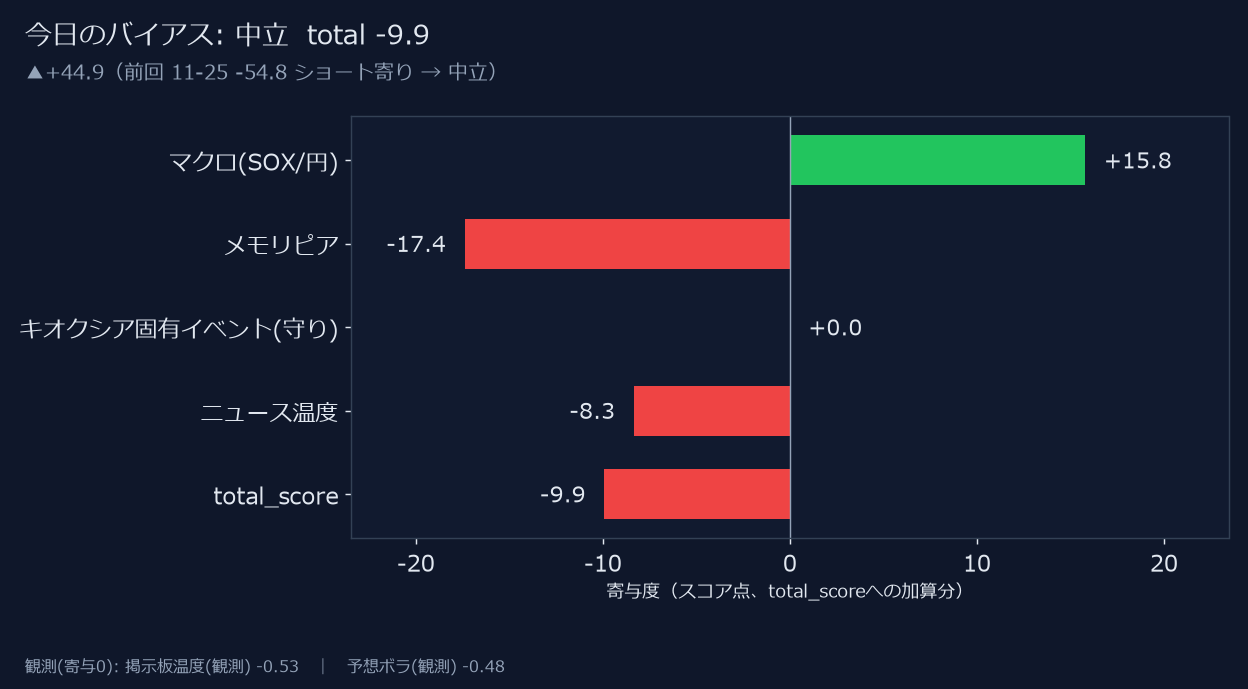 今日のバイアス: 中立 total -9.9
▲+44.9（前回 11-25 -54.8 ショート寄り → 中立）
マクロ(SOX/円)
+15.8
メモリピア
-17.4
キオクシア固有イベント(守り)
+0.0
ニュース温度
-8.3
total_score
-9.9
-20
-10
0
10
20
寄与度（スコア点、total_scoreへの加算分）
観測(寄与0): 掲示板温度(観測) -0.53 | 予想ボラ(観測) -0.48